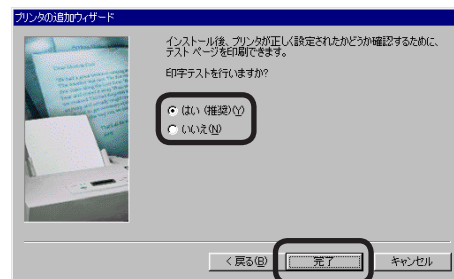 プリンタの追加ウィザード
インストール後、プリンタが正しく設定されたかどうか確認するために、
テスト ページを印刷できます。
印字テストを行いますか?
はい (推奨)(Y)
いいえ(N)
< 戻る(B)
完了
キャンセル